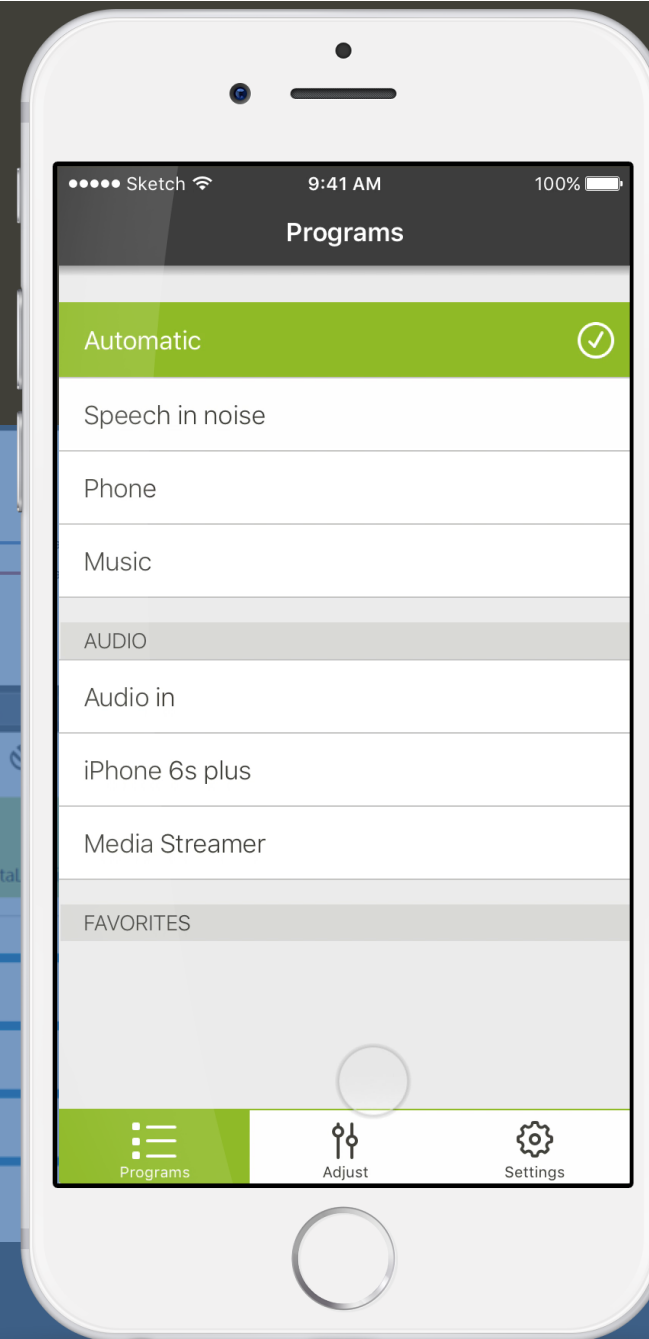 Sketch 9:41 AM 100%
Programs
Automatic
Speech in noise
Phone
Music
AUDIO
Audio in
iPhone 6s plus
Media Streamer
FAVORITES
Programs Adjust Settings